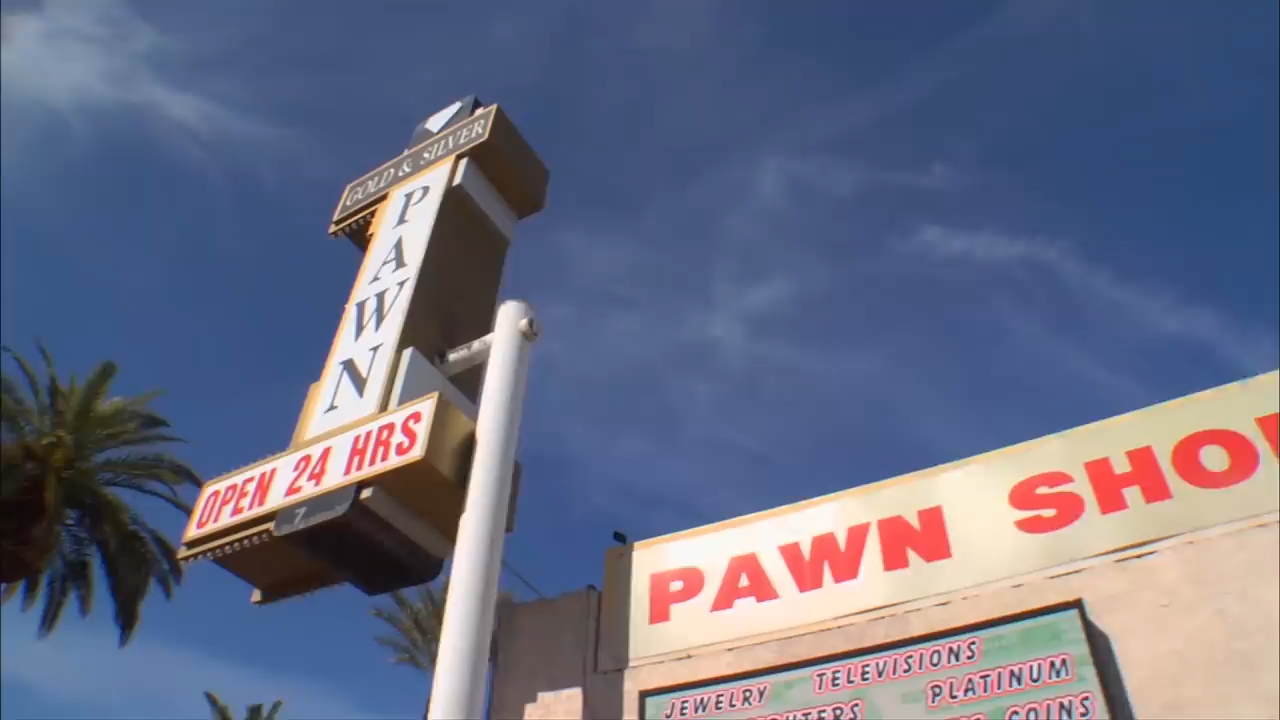 GOLD & SILVER
PAWN
OPEN 24 HRS
7
PAWN SHO
JEWELRY TELEVISIONS
PLATINUM
COINS